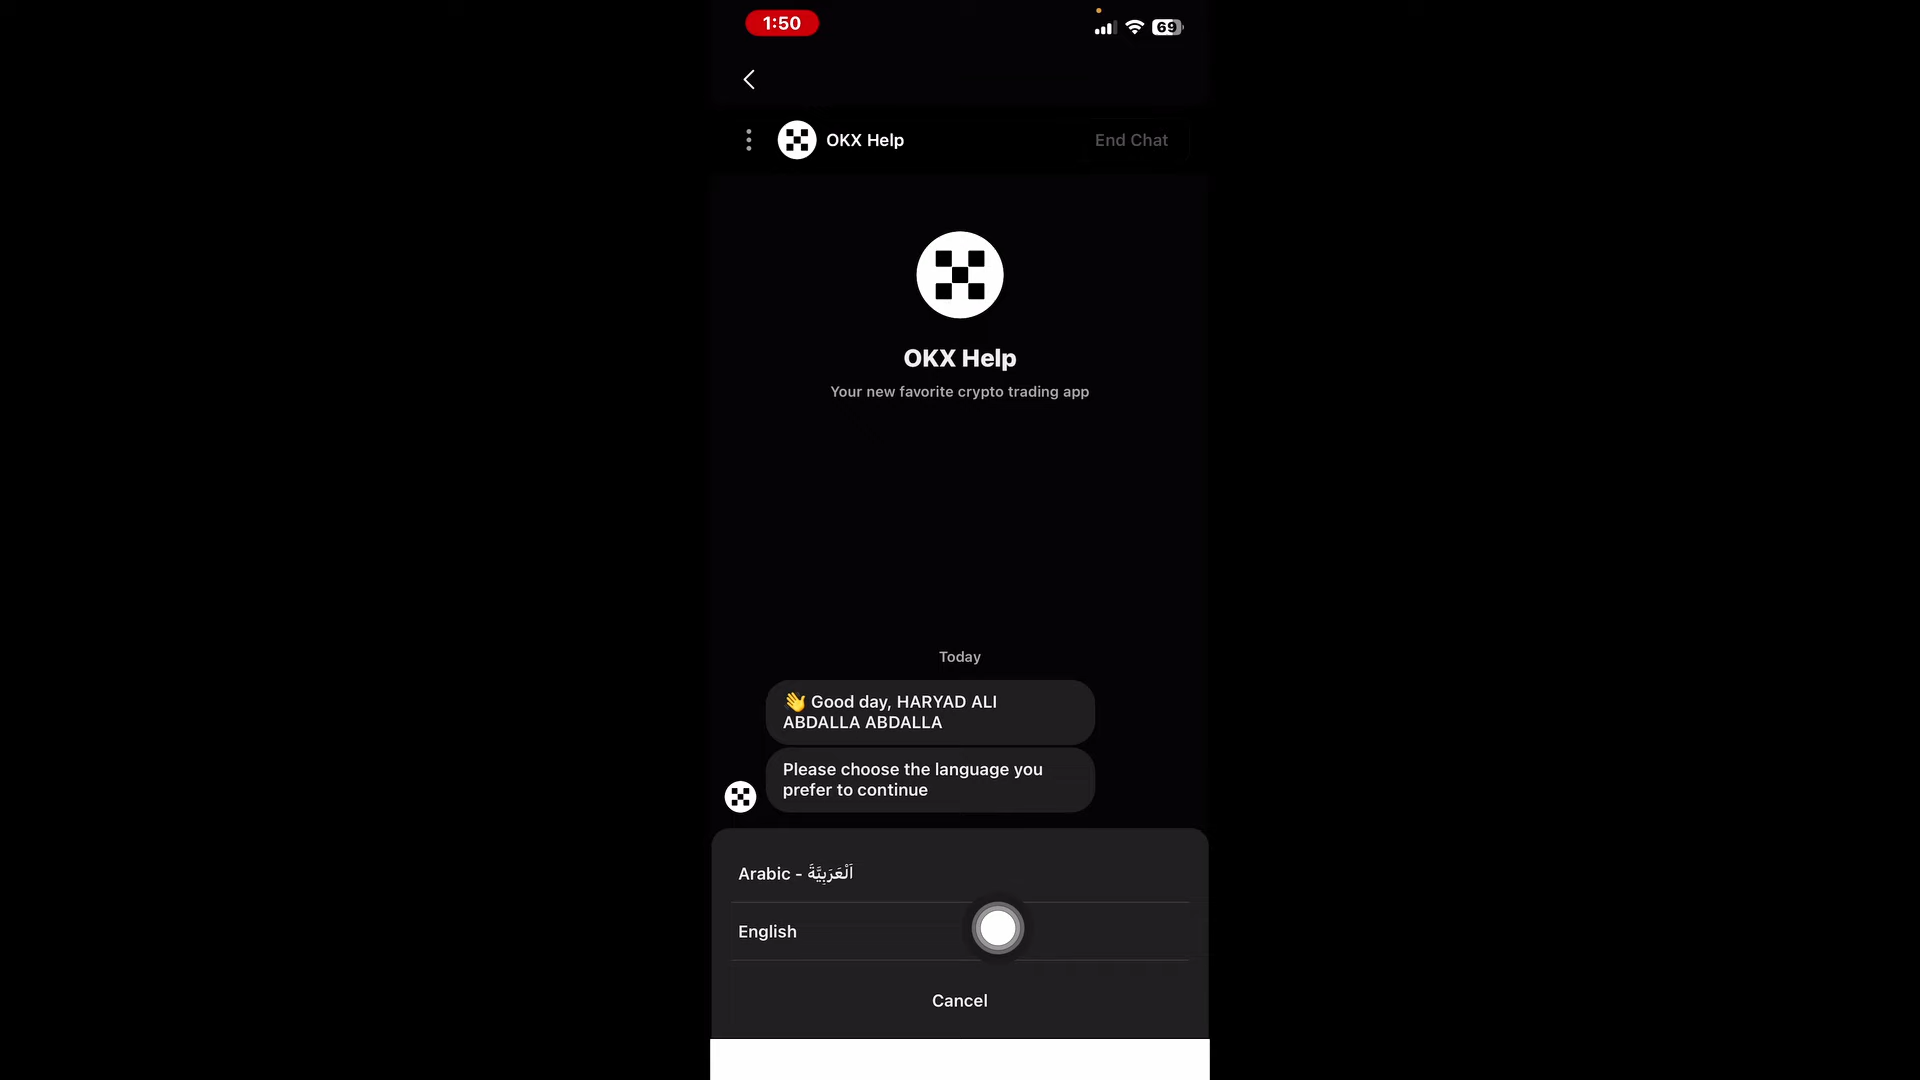 1:50
69
OKX Help
End Chat
OKX Help
Your new favorite crypto trading app
Today
👋 Good day, HARYAD ALI
ABDALLA ABDALLA
Please choose the language you
prefer to continue
Arabic - اَلْعَرَبِيَّةُ
English
Cancel